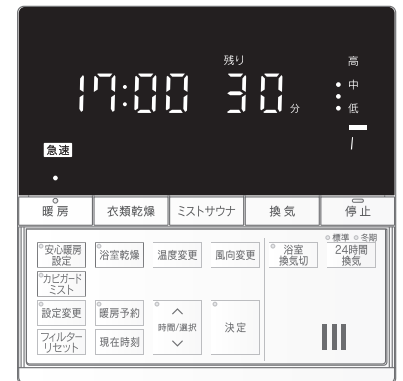 残り
高
17:00 30 分
中
低
急速
暖房 衣類乾燥 ミストサウナ 換気 停止
標準 冬期
安心暖房
設定
浴室乾燥
温度変更
風向変更
浴室
換気切
24時間
換気
カビガード
ミスト
設定変更
暖房予約
時間/選択
決定
フィルター
リセット
現在時刻